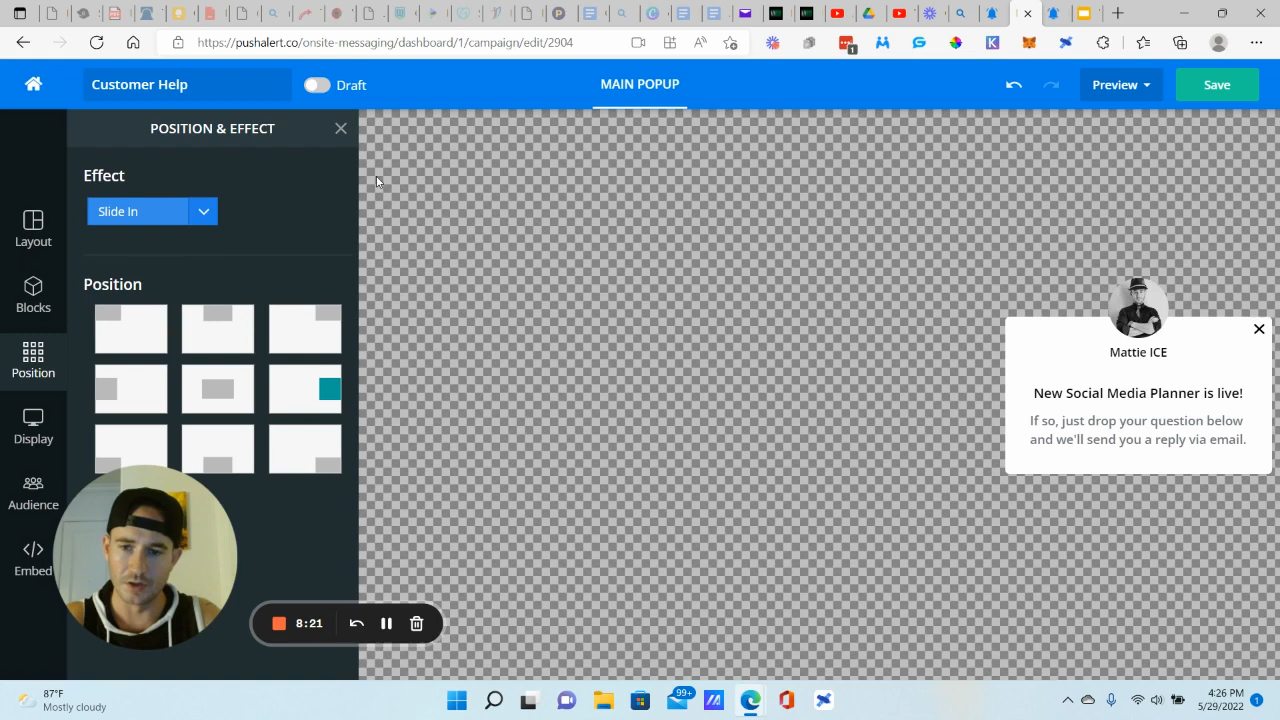 https://pushalert.co/onsite-messaging/dashboard/1/campaign/edit/2904
1
Customer Help
Draft
MAIN POPUP
Preview
Save
POSITION & EFFECT
Effect
Slide In
Layout
Blocks
Position
Position
Display
Audience
Embed
Mattie ICE
New Social Media Planner is live!
If so, just drop your question below
and we'll send you a reply via email.
8:21
87°F
Mostly cloudy
99+
4:26 PM
5/29/2022
1